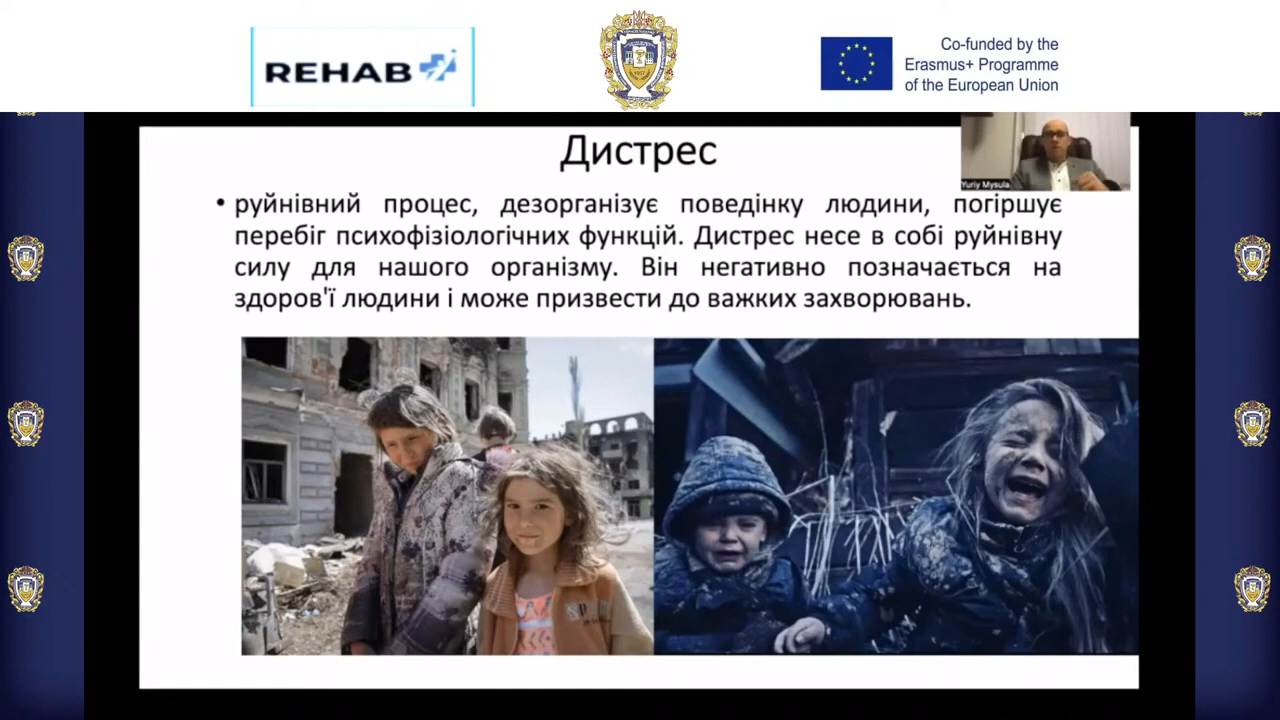 REHAB
1957
Co-funded by the
Erasmus+ Programme
of the European Union
Yuriy Mysula
Дистрес
• руйнівний процес, дезорганізує поведінку людини, погіршує
перебіг психофізіологічних функцій. Дистрес несе в собі руйнівну
силу для нашого організму. Він негативно позначається на
здоров'ї людини і може призвести до важких захворювань.